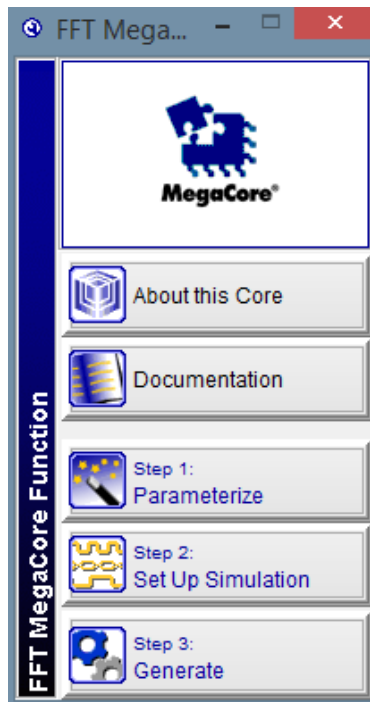 FFT Mega...
MegaCore®
About this Core
Documentation
Step 1:
Parameterize
Step 2:
Set Up Simulation
Step 3:
Generate
FFT MegaCore Function